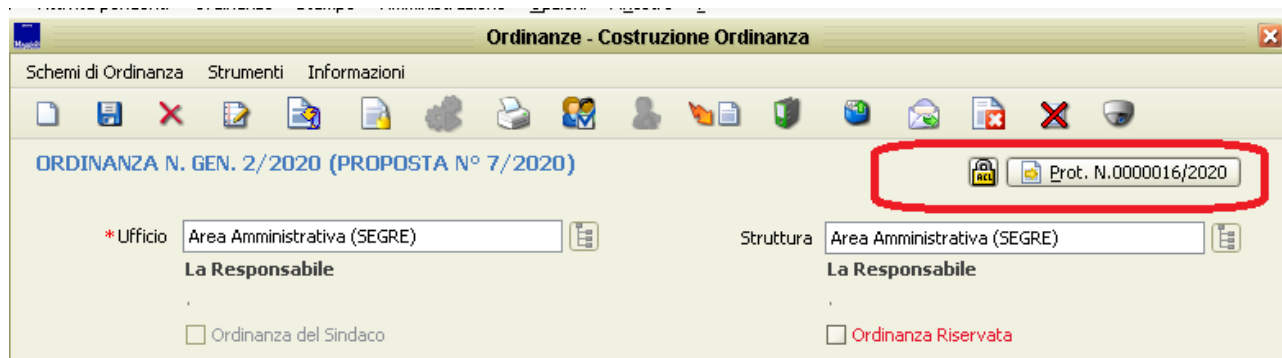 Ordinanze - Costruzione Ordinanza
Schemi di Ordinanza Strumenti Informazioni
ORDINANZA N. GEN. 2/2020 (PROPOSTA N° 7/2020)
ACL Prot. N.0000016/2020
* Ufficio Area Amministrativa (SEGRE) Struttura Area Amministrativa (SEGRE)
La Responsabile La Responsabile
. .
Ordinanza del Sindaco Ordinanza Riservata